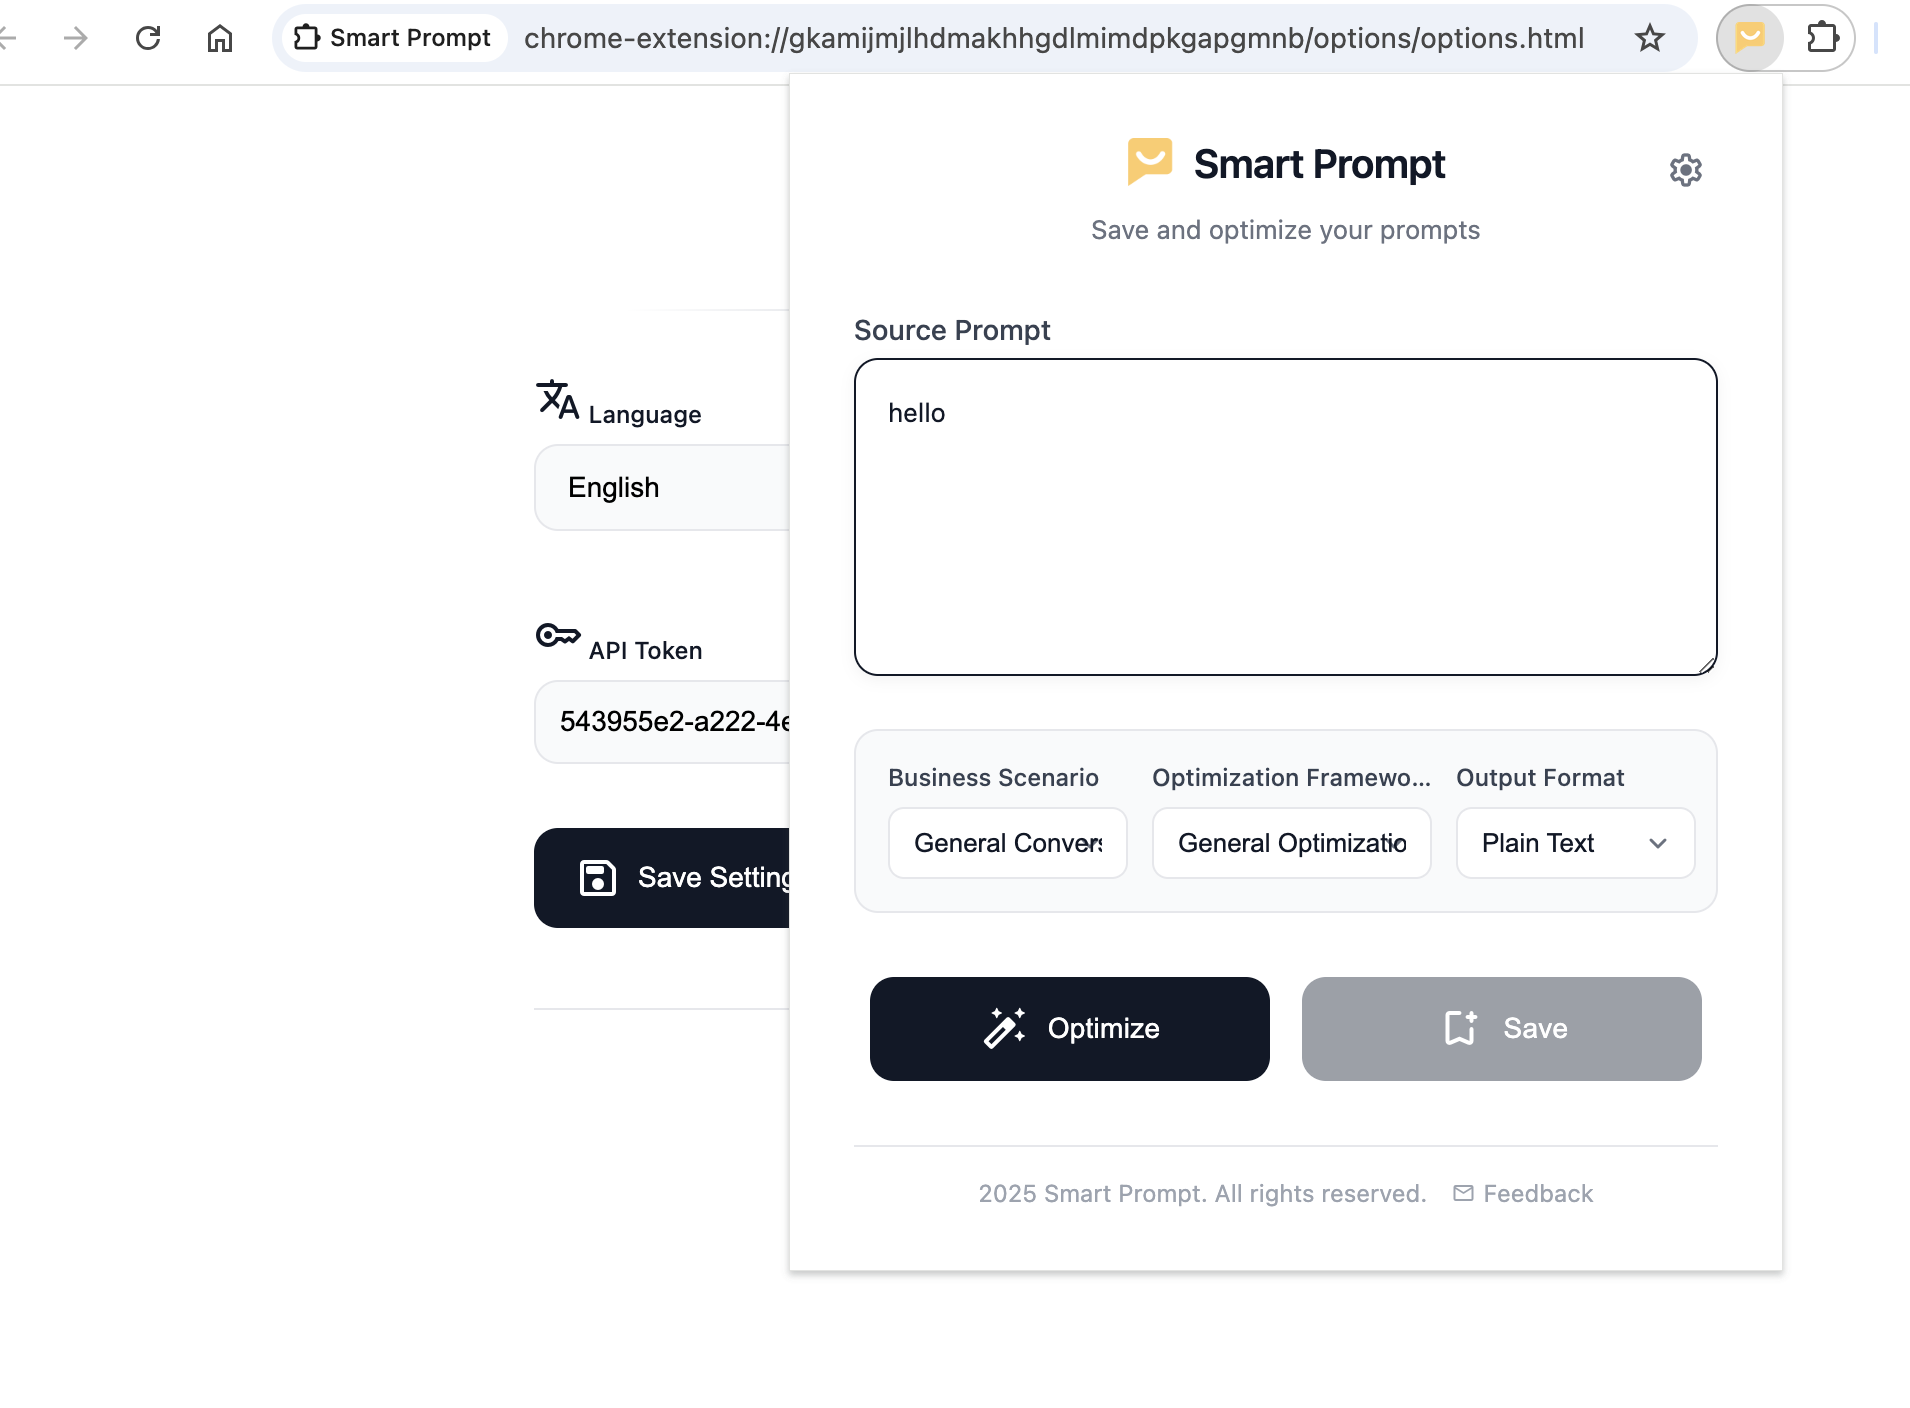 Smart Prompt
chrome-extension://gkamijmjlhdmakhhgdlmimdpkgapgmnb/options/options.html
Smart Prompt
Save and optimize your prompts
Source Prompt
hello
Language
English
API Token
543955e2-a222-4e
Save Setting
Business Scenario
Optimization Framewo...
Output Format
General Convers
General Optimizatio
Plain Text
Optimize
Save
2025 Smart Prompt. All rights reserved.
Feedback